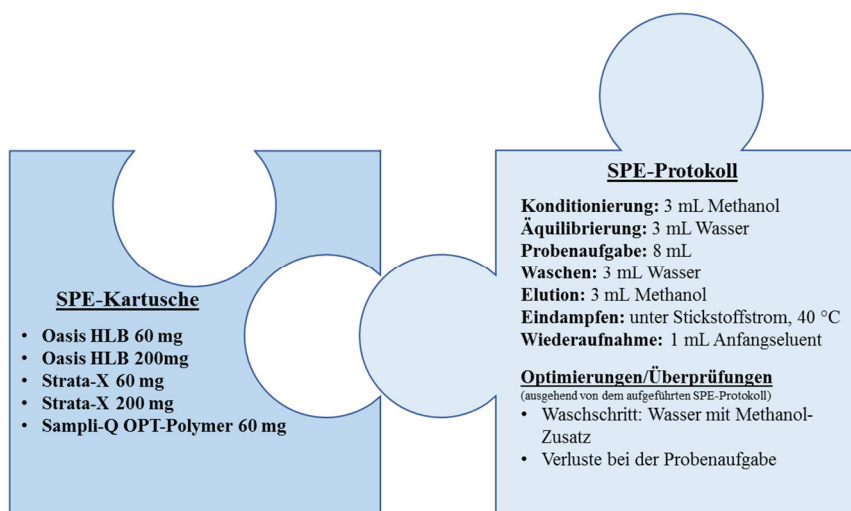 SPE-Kartusche
• Oasis HLB 60 mg
• Oasis HLB 200mg
• Strata-X 60 mg
• Strata-X 200 mg
• Sampli-Q OPT-Polymer 60 mg
SPE-Protokoll
Konditionierung: 3 mL Methanol
Äquilibrierung: 3 mL Wasser
Probenaufgabe: 8 mL
Waschen: 3 mL Wasser
Elution: 3 mL Methanol
Eindampfen: unter Stickstoffstrom, 40 °C
Wiederaufnahme: 1 mL Anfangseluent
Optimierungen/Überprüfungen
(ausgehend von dem aufgeführten SPE-Protokoll)
• Waschschritt: Wasser mit Methanol-
Zusatz
• Verluste bei der Probenaufgabe